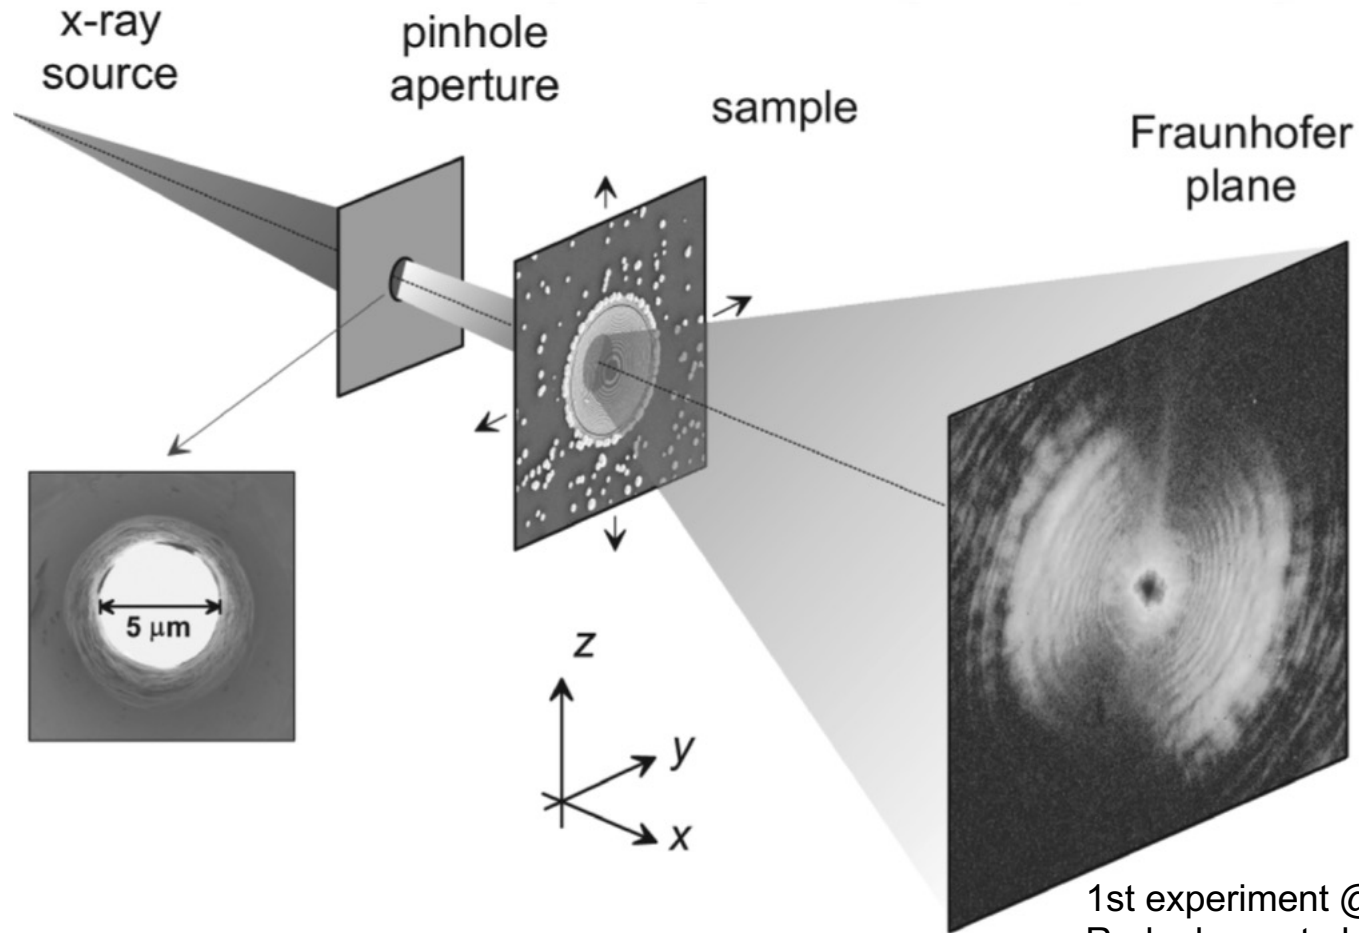 x-ray
source
pinhole
aperture
sample
Fraunhofer
plane
5 μm
z
y
x
1st experiment @